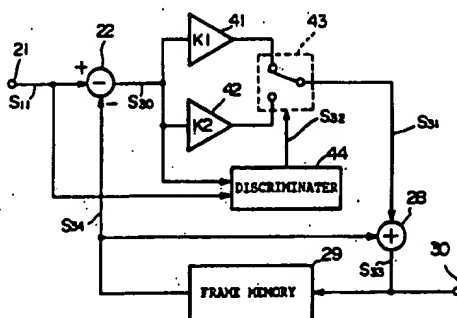 21
22
+
−
-
S11
S30
K1
41
K2
42
43
S32
44
DISCRIMINATER
S31
28
+
S34
S33
29
FRAME MEMORY
30